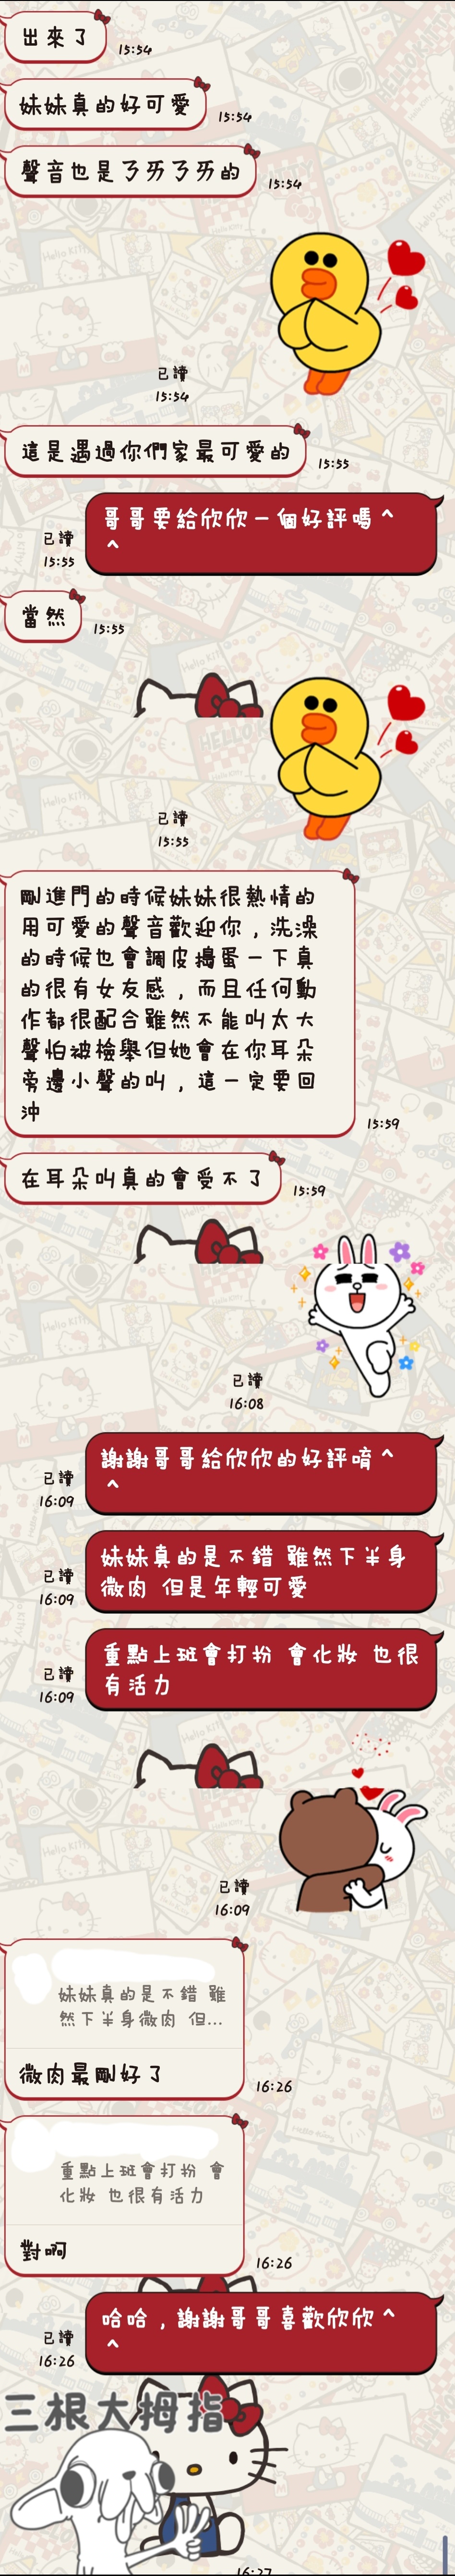 出來了
15:54
妹妹真的好可愛
15:54
聲音也是ㄋㄞㄋㄞ的
15:54
已讀
15:54
這是遇過你們家最可愛的
15:55
哥哥要給欣欣一個好評嗎^
^
已讀
15:55
當然
15:55
已讀
15:55
剛進門的時候妹妹很熱情的
用可愛的聲音歡迎你，洗澡
的時候也會調皮搗蛋一下真
的很有女友感，而且任何動
作都很配合雖然不能叫太大
聲怕被檢舉但她會在你耳朵
旁邊小聲的叫，這一定要回
沖
15:59
在耳朵叫真的會受不了
15:59
已讀
16:08
謝謝哥哥給欣欣的好評唷^
^
已讀
16:09
妹妹真的是不錯 雖然下半身
微肉 但是年輕可愛
已讀
16:09
重點上班會打扮 會化妝 也很
有活力
已讀
16:09
已讀
16:09
妹妹真的是不錯 雖
然下半身微肉 但...
微肉最剛好了
16:26
重點上班會打扮 會
化妝 也很有活力
對啊
16:26
哈哈，謝謝哥哥喜歡欣欣^
^
已讀
16:26
三根大拇指
16:27